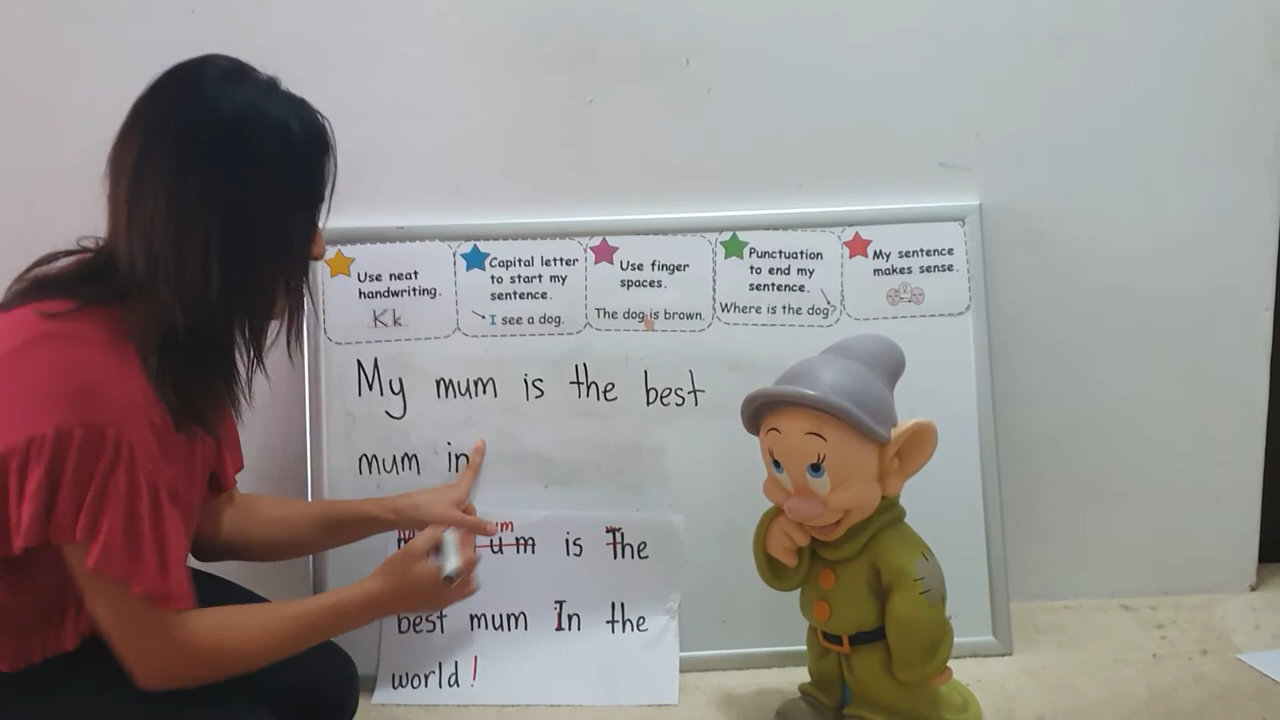 Use neat
handwriting.
Kk
Capital letter
to start my
sentence.
I see a dog.
Use finger
spaces.
The dog is brown.
Punctuation
to end my
sentence.
Where is the dog?
My sentence
makes sense.
My mum is the best
mum in
um is The
best mum In the
world!